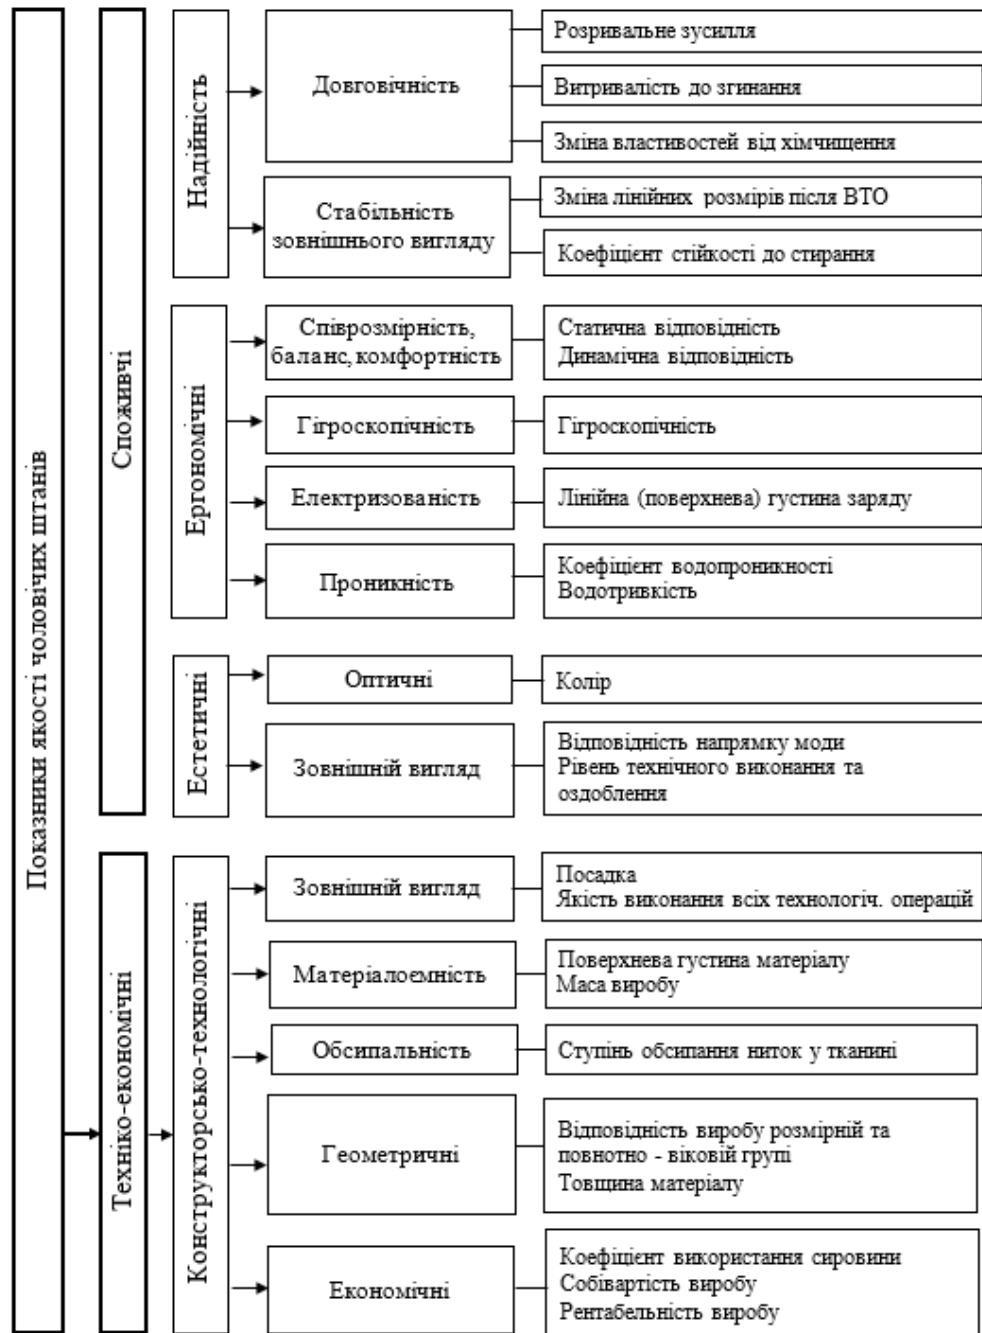 Показники якості чоловічих штанів
Споживчі
Надійність
Довговічність
Розривальне зусилля
Витривалість до згинання
Зміна властивостей від хімчищення
Стабільність
зовнішнього вигляду
Зміна лінійних розмірів після ВТО
Коефіцієнт стійкості до стирання
Ергономічні
Співрозмірність,
баланс, комфортність
Статична відповідність
Динамічна відповідність
Гігроскопічність
Гігроскопічність
Електризованість
Лінійна (поверхнева) густина заряду
Проникність
Коефіцієнт водопроникності
Водотривкість
Естетичні
Оптичні
Колір
Зовнішній вигляд
Відповідність напрямку моди
Рівень технічного виконання та
оздоблення
Техніко-економічні
Конструкторсько-технологічні
Зовнішній вигляд
Посадка
Якість виконання всіх технологіч. операцій
Матеріалоємність
Поверхнева густина матеріалу
Маса виробу
Обсипальність
Ступінь обсипання ниток у тканині
Геометричні
Відповідність виробу розмірній та
повнотно - віковій групі
Товщина матеріалу
Економічні
Коефіцієнт використання сировини
Собівартість виробу
Рентабельність виробу